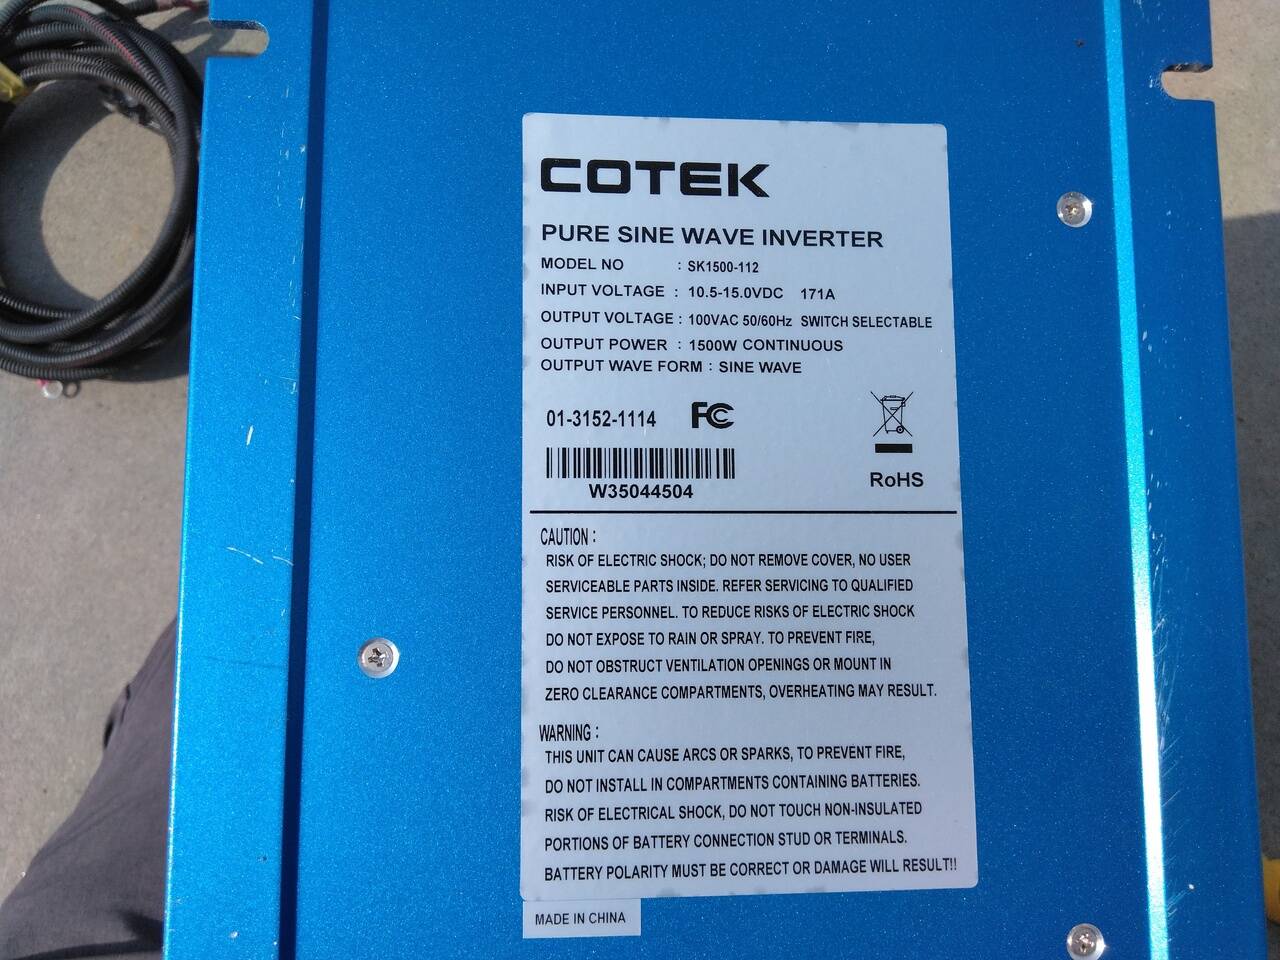 COTEK
PURE SINE WAVE INVERTER
MODEL NO : SK1500-112
INPUT VOLTAGE : 10.5-15.0VDC 171A
OUTPUT VOLTAGE : 100VAC 50/60Hz SWITCH SELECTABLE
OUTPUT POWER : 1500W CONTINUOUS
OUTPUT WAVE FORM : SINE WAVE
01-3152-1114 FC
W35044504
RoHS
CAUTION :
RISK OF ELECTRIC SHOCK; DO NOT REMOVE COVER, NO USER
SERVICEABLE PARTS INSIDE. REFER SERVICING TO QUALIFIED
SERVICE PERSONNEL. TO REDUCE RISKS OF ELECTRIC SHOCK
DO NOT EXPOSE TO RAIN OR SPRAY. TO PREVENT FIRE,
DO NOT OBSTRUCT VENTILATION OPENINGS OR MOUNT IN
ZERO CLEARANCE COMPARTMENTS, OVERHEATING MAY RESULT.
WARNING :
THIS UNIT CAN CAUSE ARCS OR SPARKS, TO PREVENT FIRE,
DO NOT INSTALL IN COMPARTMENTS CONTAINING BATTERIES.
RISK OF ELECTRICAL SHOCK, DO NOT TOUCH NON-INSULATED
PORTIONS OF BATTERY CONNECTION STUD OR TERMINALS.
BATTERY POLARITY MUST BE CORRECT OR DAMAGE WILL RESULT!!
MADE IN CHINA